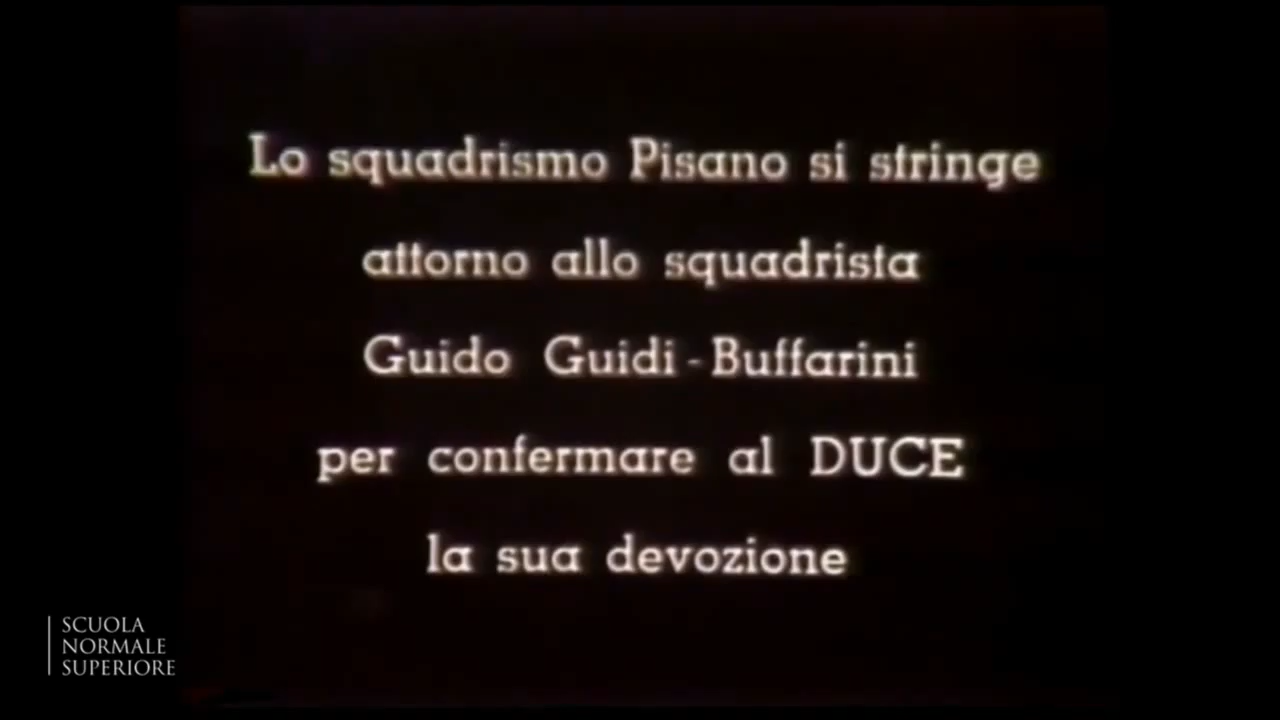 Lo squadrismo Pisano si stringe
attorno allo squadrista
Guido Guidi-Buffarini
per confermare al DUCE
la sua devozione
SCUOLA
NORMALE
SUPERIORE